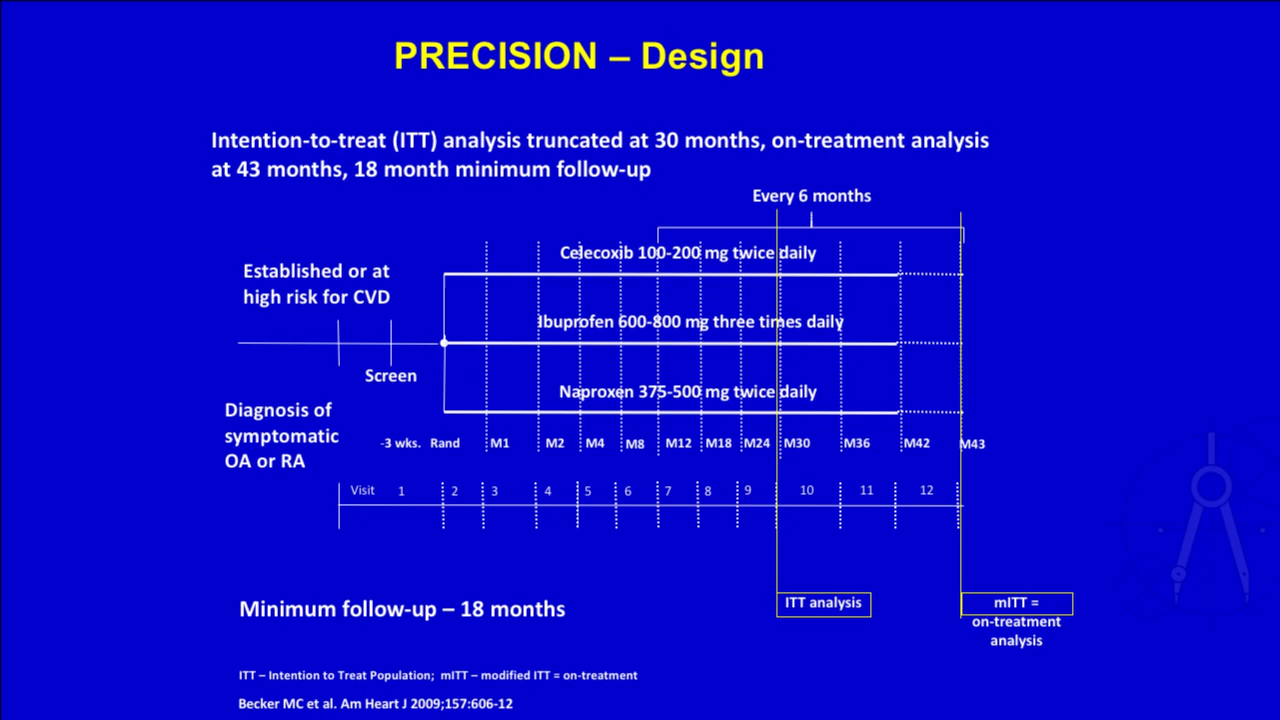 PRECISION – Design
Intention-to-treat (ITT) analysis truncated at 30 months, on-treatment analysis
at 43 months, 18 month minimum follow-up
Every 6 months
Celecoxib 100-200 mg twice daily
Established or at
high risk for CVD
Ibuprofen 600-800 mg three times daily
Screen
Naproxen 375-500 mg twice daily
Diagnosis of
symptomatic
OA or RA
-3 wks. Rand M1 M2 M4 M8 M12 M18 M24 M30 M36 M42 M43
Visit 1 2 3 4 5 6 7 8 9 10 11 12
Minimum follow-up – 18 months
ITT analysis
mITT =
on-treatment
analysis
ITT – Intention to Treat Population; mITT – modified ITT = on-treatment
Becker MC et al. Am Heart J 2009;157:606-12